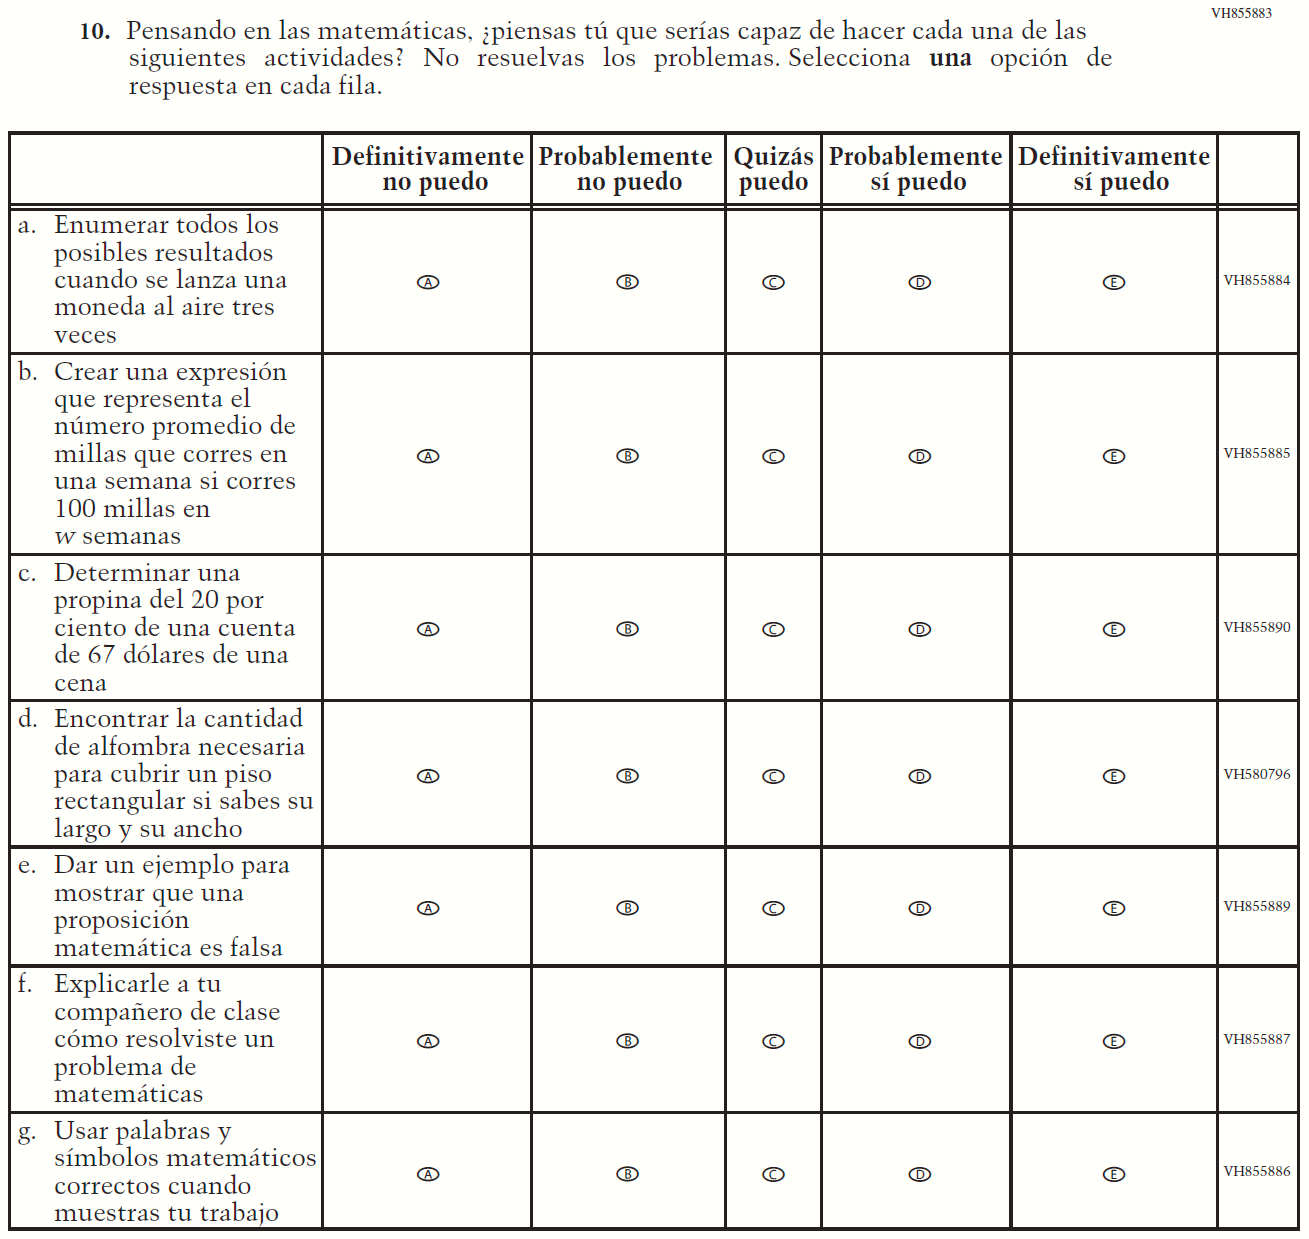 VH855883
10. Pensando en las matemáticas, ¿piensas tú que serías capaz de hacer cada una de las
siguientes actividades? No resuelvas los problemas. Selecciona una opción de
respuesta en cada fila.
Definitivamente no puedo
Probablemente no puedo
Quizás puedo
Probablemente sí puedo
Definitivamente sí puedo
a. Enumerar todos los
posibles resultados
cuando se lanza una
moneda al aire tres
veces
A B C D E VH855884
b. Crear una expresión
que representa el
número promedio de
millas que corres en
una semana si corres
100 millas en
w semanas
A B C D E VH855885
c. Determinar una
propina del 20 por
ciento de una cuenta
de 67 dólares de una
cena
A B C D E VH855890
d. Encontrar la cantidad
de alfombra necesaria
para cubrir un piso
rectangular si sabes su
largo y su ancho
A B C D E VH580796
e. Dar un ejemplo para
mostrar que una
proposición
matemática es falsa
A B C D E VH855889
f. Explicarle a tu
compañero de clase
cómo resolviste un
problema de
matemáticas
A B C D E VH855887
g. Usar palabras y
símbolos matemáticos
correctos cuando
muestras tu trabajo
A B C D E VH855886